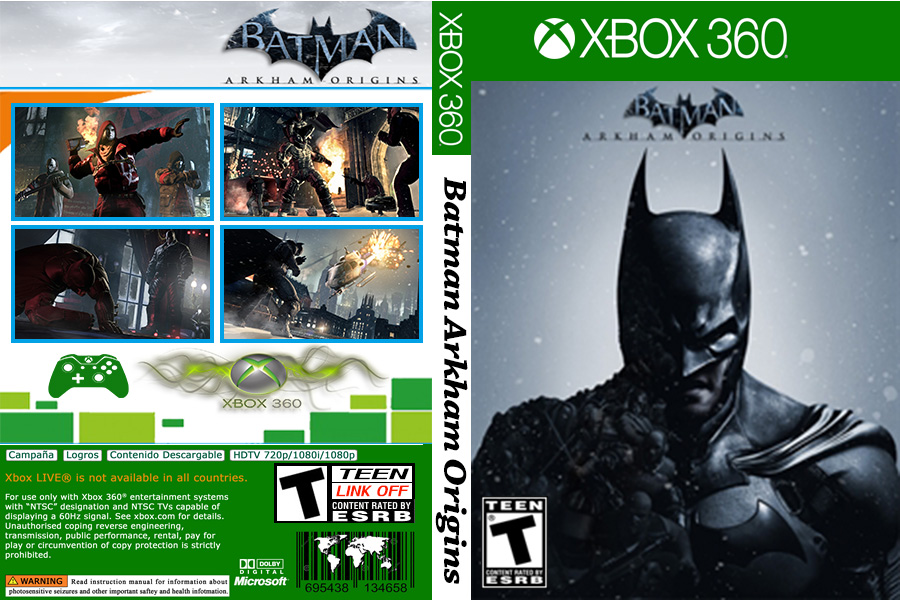 BATMAN
ARKHAM ORIGINS
XBOX 360
Campaña Logros Contenido Descargable HDTV 720p/1080i/1080p
Xbox LIVE® is not available in all countries.
For use only with Xbox 360® entertainment systems
with “NTSC” designation and NTSC TVs capable of
displaying a 60Hz signal. See xbox.com for details.
Unauthorised coping reverse engineering,
transmission, public performance, rental, pay for
play or circumvention of copy protection is strictly
prohibited.
WARNING Read instruction manual for information about
photosensitive seizures and other important saftey and health infotmation.
DOLBY
DIGITAL
Microsoft
T
TEEN
LINK OFF
CONTENT RATED BY
ESRB
695438 134658
XBOX 360
Batman Arkham Origins
XBOX 360
BATMAN
ARKHAM ORIGINS
TEEN
T
CONTENT RATED BY
ESRB